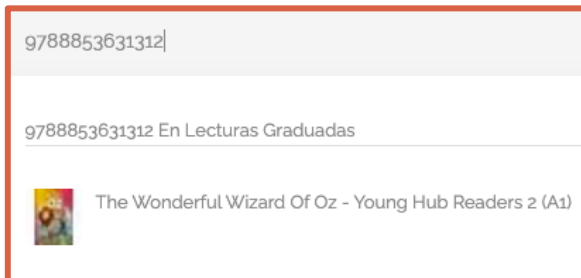 9788853631312
9788853631312 En Lecturas Graduadas
The Wonderful Wizard Of Oz - Young Hub Readers 2 (A1)